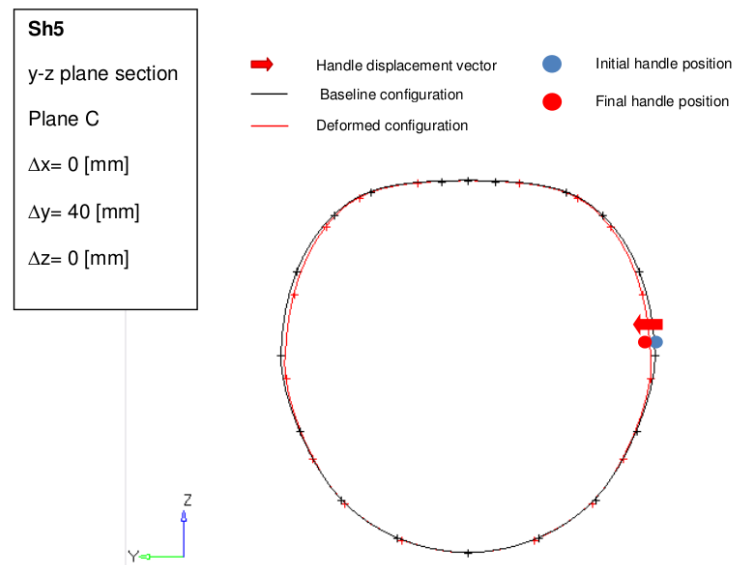 Sh5
y-z plane section
Plane C
Δx= 0 [mm]
Δy= 40 [mm]
Δz= 0 [mm]
Handle displacement vector
Baseline configuration
Deformed configuration
Initial handle position
Final handle position
Z
Y